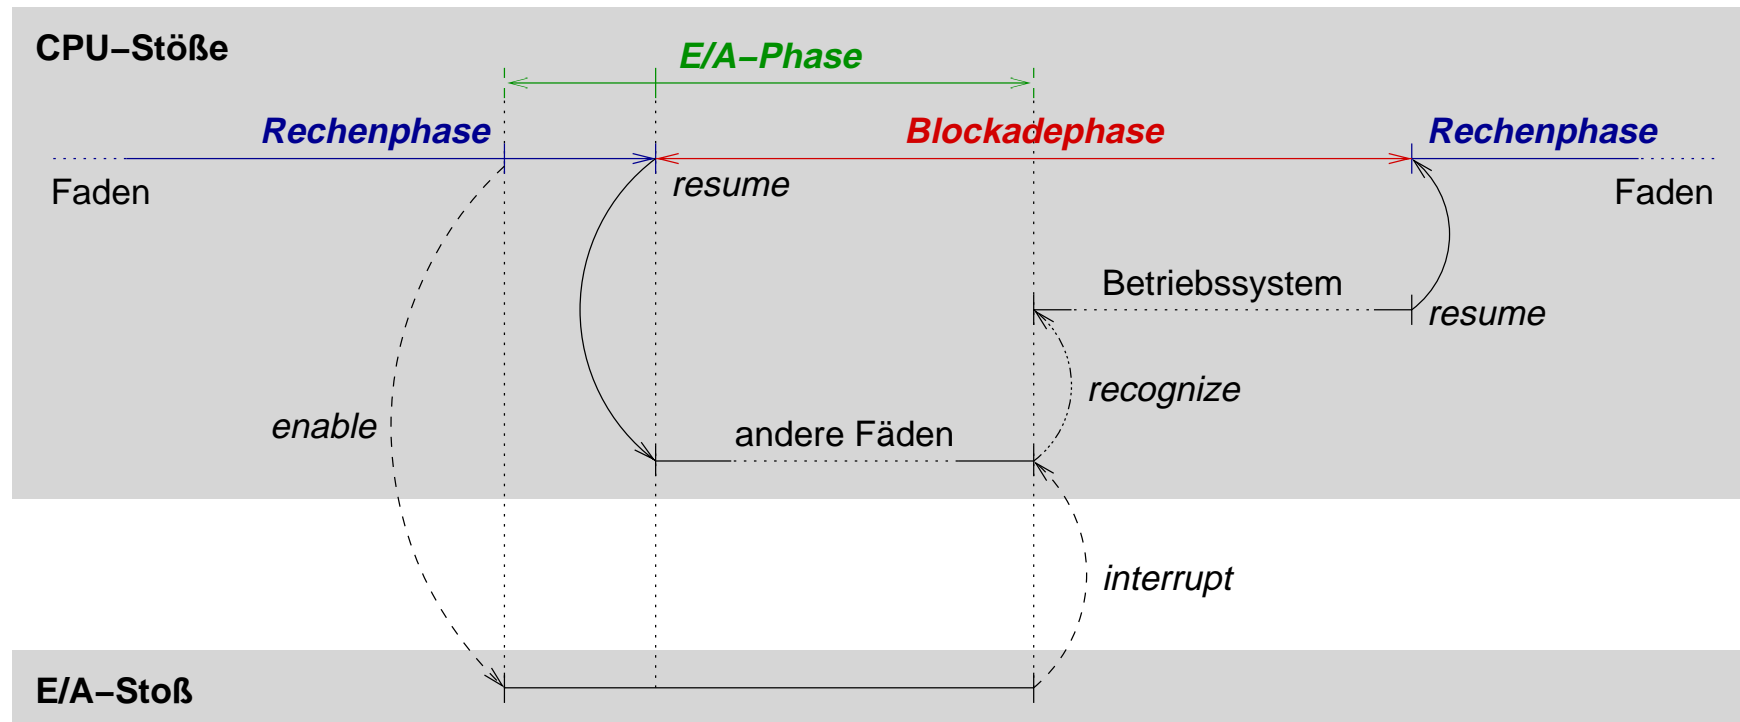 CPU–Stöße
E/A–Phase
Rechenphase
Blockadephase
Rechenphase
Faden
resume
Faden
Betriebssystem
resume
recognize
enable
andere Fäden
interrupt
E/A–Stoß